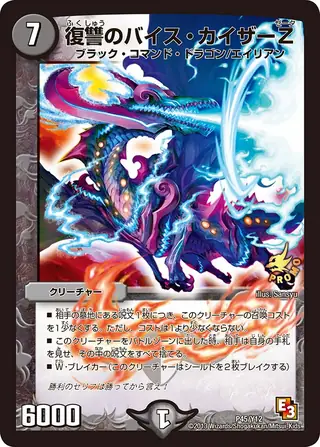 7
ふくしゅう
復讐のバイス・カイザーZ
ブラック・コマンド・ドラゴン/エイリアン
PROMO
illus. Sansyu
クリーチャー
■ 相手の墓地にある呪文1枚につき、このクリーチャーの召喚コスト
を1少なくする。ただし、コストは1より少なくならない。
■ このクリーチャーをバトルゾーンに出した時、相手は自身の手札
を見せ、その中の呪文をすべて捨てる。
■ W・ブレイカー(このクリーチャーはシールドを2枚ブレイクする)
勝利のセリフは勝ってから言え!
6000
P45/Y12
E3
©2013 Wizards/Shogakukan/Mitsui-Kids